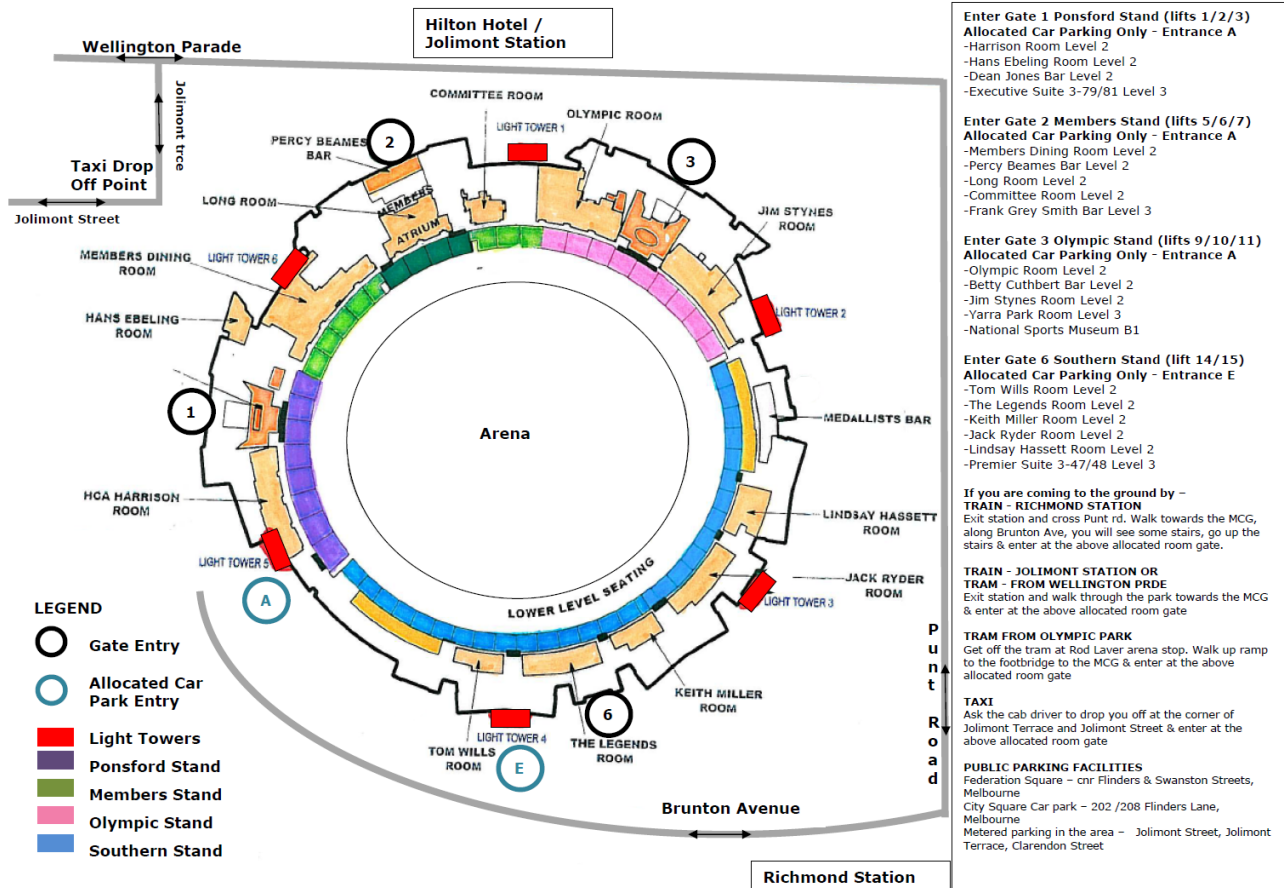 Hilton Hotel /
Jolimont Station
Wellington Parade
Jolimont trce
Taxi Drop
Off Point
Jolimont Street
COMMITTEE ROOM
OLYMPIC ROOM
LIGHT TOWER 1
PERCY BEAMES
BAR
2
3
LONG ROOM
MEMBERS
ATRIUM
JIM STYNES
ROOM
MEMBERS DINING
ROOM
LIGHT TOWER 6
LIGHT TOWER 2
HANS EBELING
ROOM
1
Arena
MEDALLISTS BAR
HCA HARRISON
ROOM
LINDSAY HASSETT
ROOM
LIGHT TOWER 5
A
JACK RYDER
ROOM
LIGHT TOWER 3
LOWER LEVEL SEATING
KEITH MILLER
ROOM
6
LIGHT TOWER 4
TOM WILLS
ROOM
THE LEGENDS
ROOM
E
Punt Road
Brunton Avenue
Richmond Station
LEGEND
Gate Entry
Allocated Car
Park Entry
Light Towers
Ponsford Stand
Members Stand
Olympic Stand
Southern Stand
Enter Gate 1 Ponsford Stand (lifts 1/2/3)
Allocated Car Parking Only - Entrance A
-Harrison Room Level 2
-Hans Ebeling Room Level 2
-Dean Jones Bar Level 2
-Executive Suite 3-79/81 Level 3
Enter Gate 2 Members Stand (lifts 5/6/7)
Allocated Car Parking Only - Entrance A
-Members Dining Room Level 2
-Percy Beames Bar Level 2
-Long Room Level 2
-Committee Room Level 2
-Frank Grey Smith Bar Level 3
Enter Gate 3 Olympic Stand (lifts 9/10/11)
Allocated Car Parking Only - Entrance A
-Olympic Room Level 2
-Betty Cuthbert Bar Level 2
-Jim Stynes Room Level 2
-Yarra Park Room Level 3
-National Sports Museum B1
Enter Gate 6 Southern Stand (lift 14/15)
Allocated Car Parking Only - Entrance E
-Tom Wills Room Level 2
-The Legends Room Level 2
-Keith Miller Room Level 2
-Jack Ryder Room Level 2
-Lindsay Hassett Room Level 2
-Premier Suite 3-47/48 Level 3
If you are coming to the ground by –
TRAIN - RICHMOND STATION
Exit station and cross Punt rd. Walk towards the MCG,
along Brunton Ave, you will see some stairs, go up the
stairs & enter at the above allocated room gate.
TRAIN - JOLIMONT STATION OR
TRAM - FROM WELLINGTON PRDE
Exit station and walk through the park towards the MCG
& enter at the above allocated room gate
TRAM FROM OLYMPIC PARK
Get off the tram at Rod Laver arena stop. Walk up ramp
to the footbridge to the MCG & enter at the above
allocated room gate
TAXI
Ask the cab driver to drop you off at the corner of
Jolimont Terrace and Jolimont Street & enter at the
above allocated room gate
PUBLIC PARKING FACILITIES
Federation Square – cnr Flinders & Swanston Streets,
Melbourne
City Square Car park – 202 /208 Flinders Lane,
Melbourne
Metered parking in the area – Jolimont Street, Jolimont
Terrace, Clarendon Street